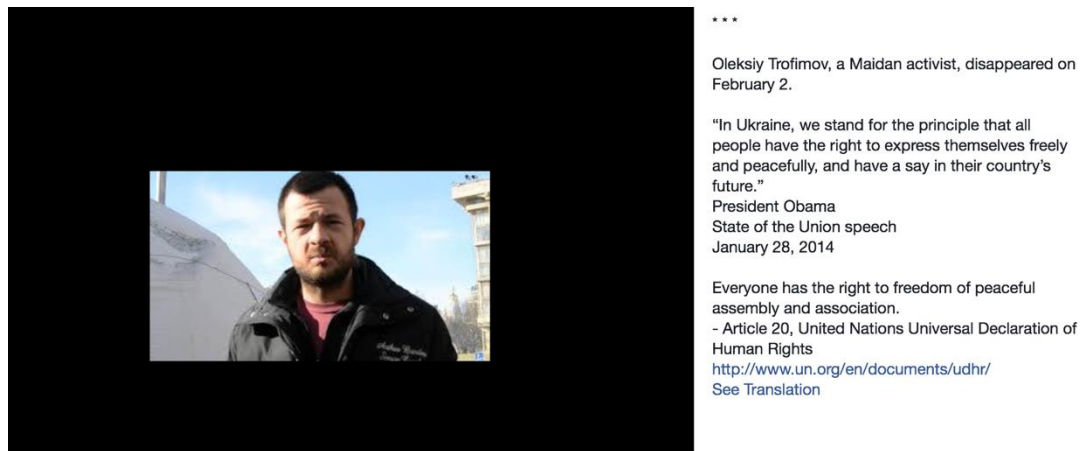 * * *
Oleksiy Trofimov, a Maidan activist, disappeared on
February 2.
“In Ukraine, we stand for the principle that all
people have the right to express themselves freely
and peacefully, and have a say in their country’s
future.”
President Obama
State of the Union speech
January 28, 2014
Everyone has the right to freedom of peaceful
assembly and association.
- Article 20, United Nations Universal Declaration of
Human Rights
http://www.un.org/en/documents/udhr/
See Translation